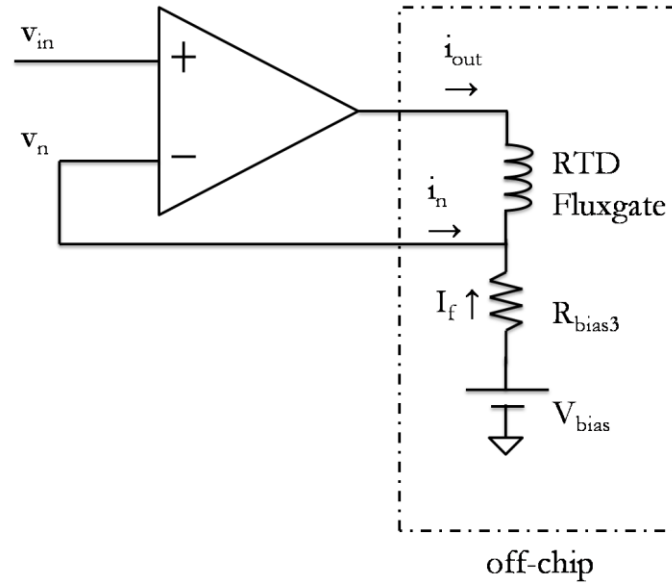 v_in
+
i_out
→
v_n
−
RTD
Fluxgate
i_n
→
I_f ↑
R_bias3
V_bias
off-chip